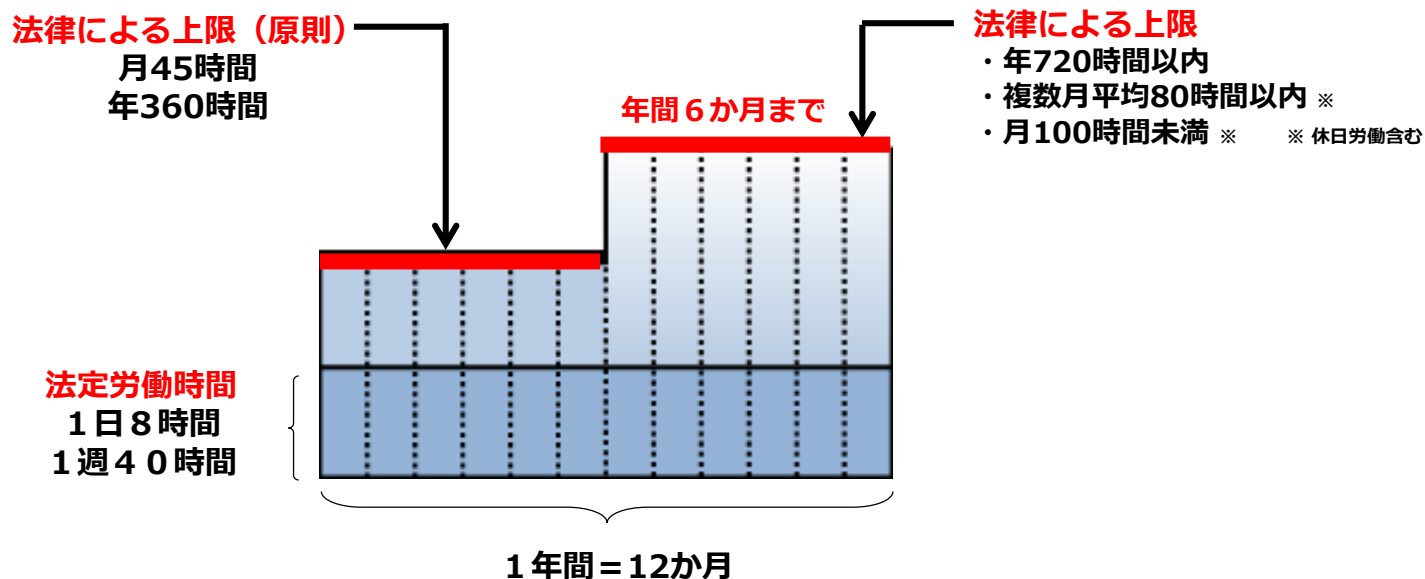 法律による上限（原則）
月45時間
年360時間
法律による上限
・年720時間以内
・複数月平均80時間以内 ※
・月100時間未満 ※ ※ 休日労働含む
年間６か月まで
法定労働時間
１日８時間
１週４０時間
１年間＝12か月